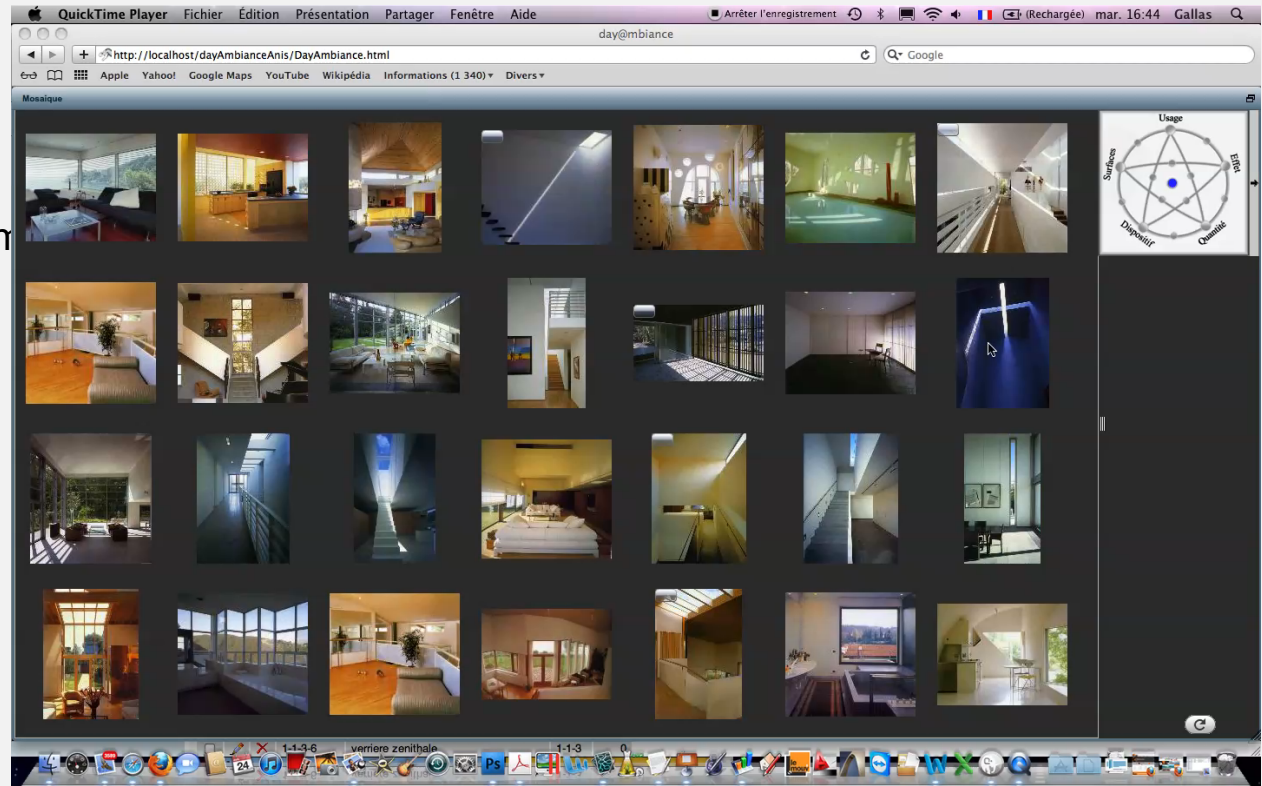 QuickTime Player Fichier Édition Présentation Partager Fenêtre Aide Arrêter l'enregistrement (Rechargée) mar. 16:44 Gallas
day@mbiance
http://localhost/dayAmbianceAnis/DayAmbiance.html Google
Apple Yahoo! Google Maps YouTube Wikipédia Informations (1 340) Divers
Mosaique
Usage
Surfaces
Effet
Dispositif
Quantité
1-1-3-6 verriere zenithale 1-1-3 0
24
Ps
W X